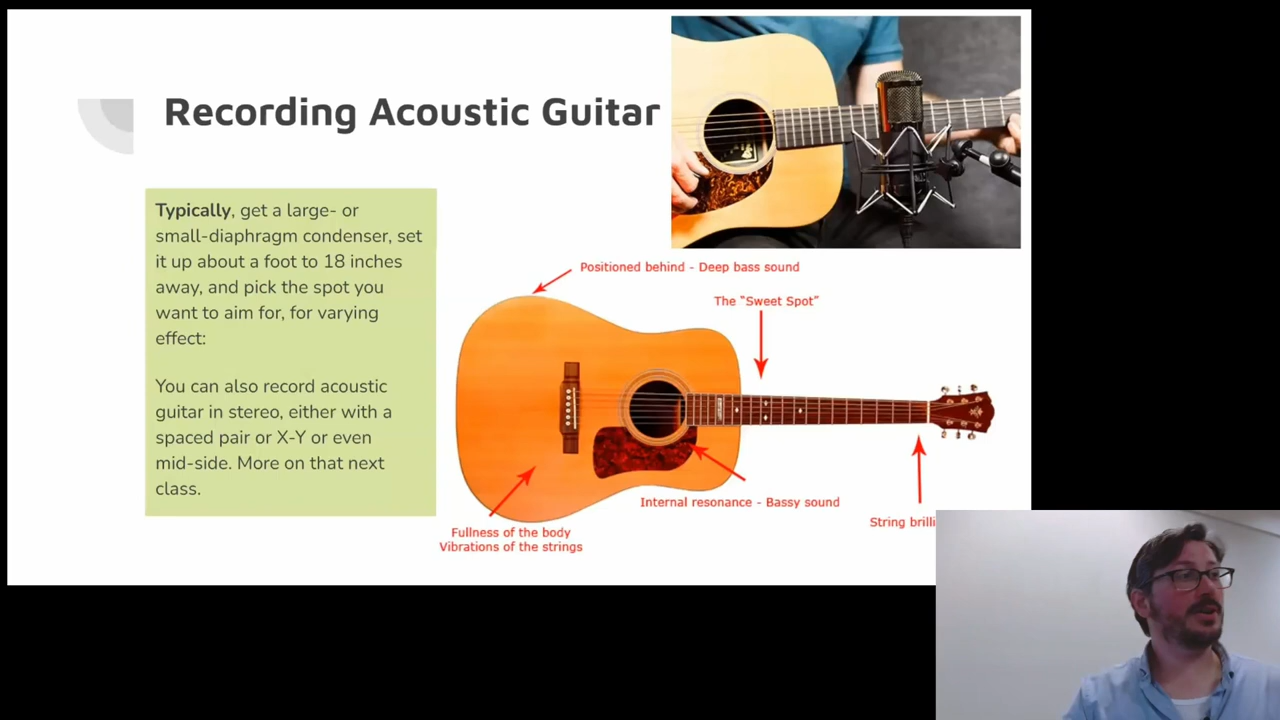 Recording Acoustic Guitar
Typically, get a large- or
small-diaphragm condenser, set
it up about a foot to 18 inches
away, and pick the spot you
want to aim for, for varying
effect:
You can also record acoustic
guitar in stereo, either with a
spaced pair or X-Y or even
mid-side. More on that next
class.
Positioned behind - Deep bass sound
The "Sweet Spot"
Internal resonance - Bassy sound
String brilli
Fullness of the body
Vibrations of the strings